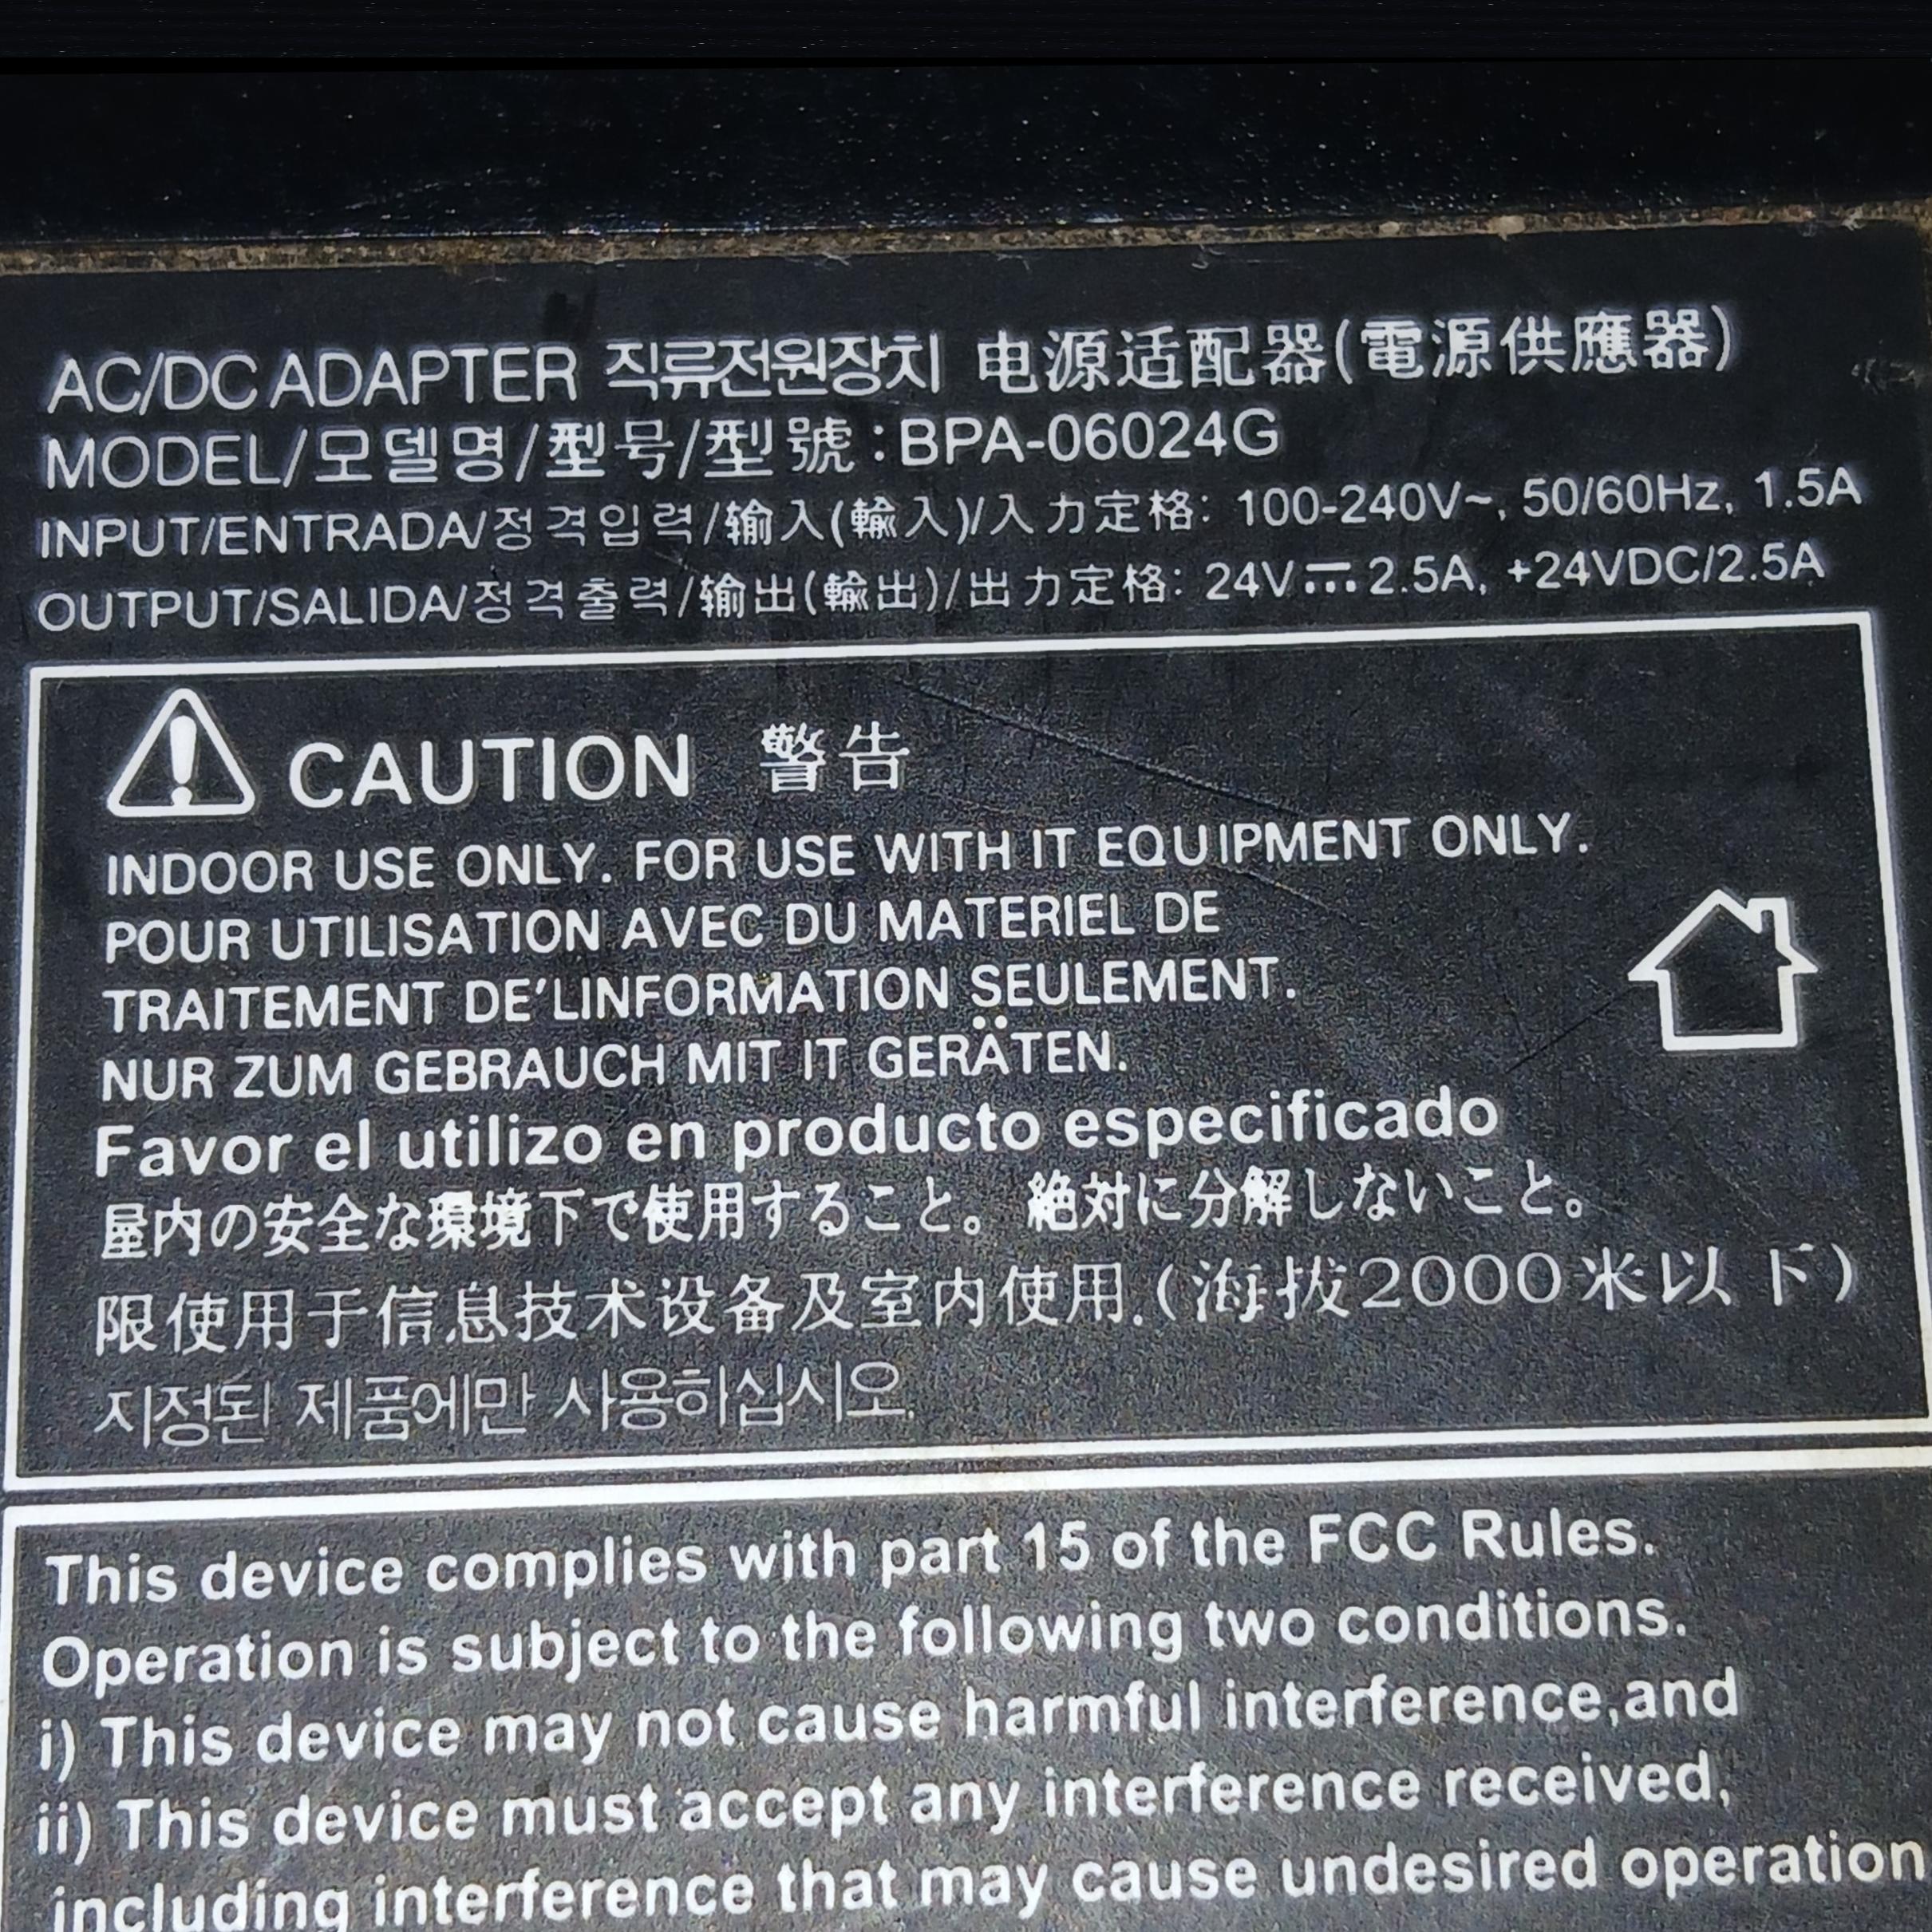 AC/DC ADAPTER 직류전원장치 电源适配器(電源供應器)
MODEL/모델명/型号/型號:BPA-06024G
INPUT/ENTRADA/정격입력/输入(輸入)/入力定格: 100-240V~, 50/60Hz, 1.5A
OUTPUT/SALIDA/정격출력/输出(輸出)/出力定格: 24V⎓2.5A, +24VDC/2.5A
CAUTION 警告
INDOOR USE ONLY. FOR USE WITH IT EQUIPMENT ONLY.
POUR UTILISATION AVEC DU MATERIEL DE
TRAITEMENT DE'LINFORMATION SEULEMENT.
NUR ZUM GEBRAUCH MIT IT GERÄTEN.
Favor el utilizo en producto especificado
屋内の安全な環境下で使用すること。 絶対に分解しないこと。
限使用于信息技术设备及室内使用.(海拔2000米以下)
지정된 제품에만 사용하십시오.
This device complies with part 15 of the FCC Rules.
Operation is subject to the following two conditions.
i) This device may not cause harmful interference,and
ii) This device must accept any interference received,
including interference that may cause undesired operation